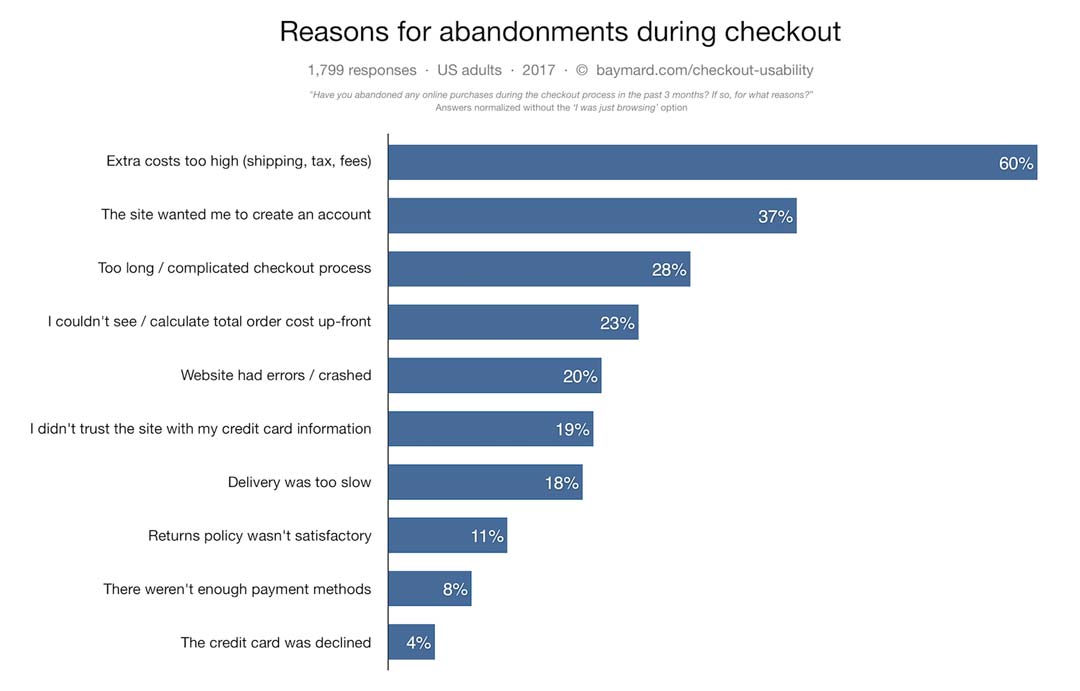 Reasons for abandonments during checkout
1,799 responses · US adults · 2017 · © baymard.com/checkout-usability
"Have you abandoned any online purchases during the checkout process in the past 3 months? If so, for what reasons?"
Answers normalized without the 'I was just browsing' option
Extra costs too high (shipping, tax, fees) 60%
The site wanted me to create an account 37%
Too long / complicated checkout process 28%
I couldn't see / calculate total order cost up-front 23%
Website had errors / crashed 20%
I didn't trust the site with my credit card information 19%
Delivery was too slow 18%
Returns policy wasn't satisfactory 11%
There weren't enough payment methods 8%
The credit card was declined 4%